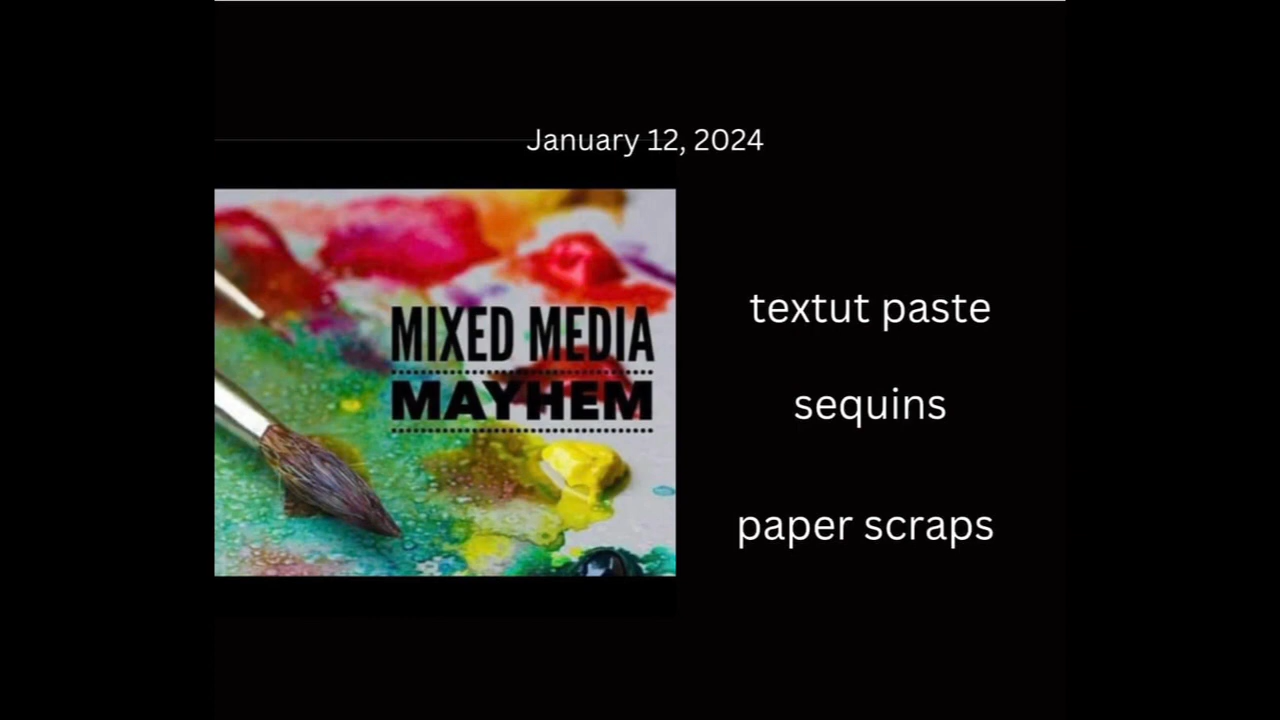 January 12, 2024
MIXED MEDIA
MAYHEM
textut paste
sequins
paper scraps